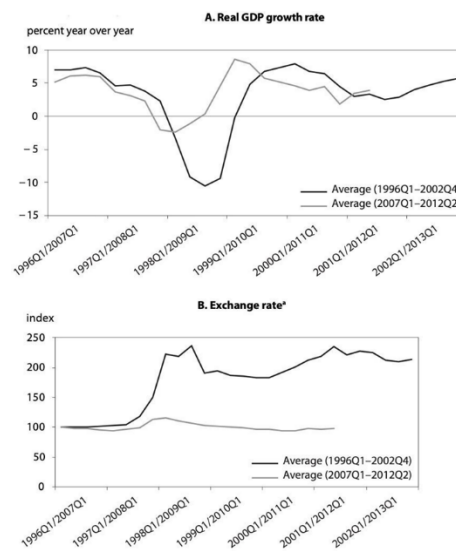 A. Real GDP growth rate
percent year over year
10
5
0
−5
−10
−15
Average (1996Q1–2002Q4
Average (2007Q1–2012Q2
1996Q1/2007Q1
1997Q1/2008Q1
1998Q1/2009Q1
1999Q1/2010Q1
2000Q1/2011Q1
2001Q1/2012Q1
2002Q1/2013Q1
B. Exchange rateª
index
250
200
150
100
50
0
Average (1996Q1–2002Q4)
Average (2007Q1–2012Q2)
1996Q1/2007Q1
1997Q1/2008Q1
1998Q1/2009Q1
1999Q1/2010Q1
2000Q1/2011Q1
2001Q1/2012Q1
2002Q1/2013Q1